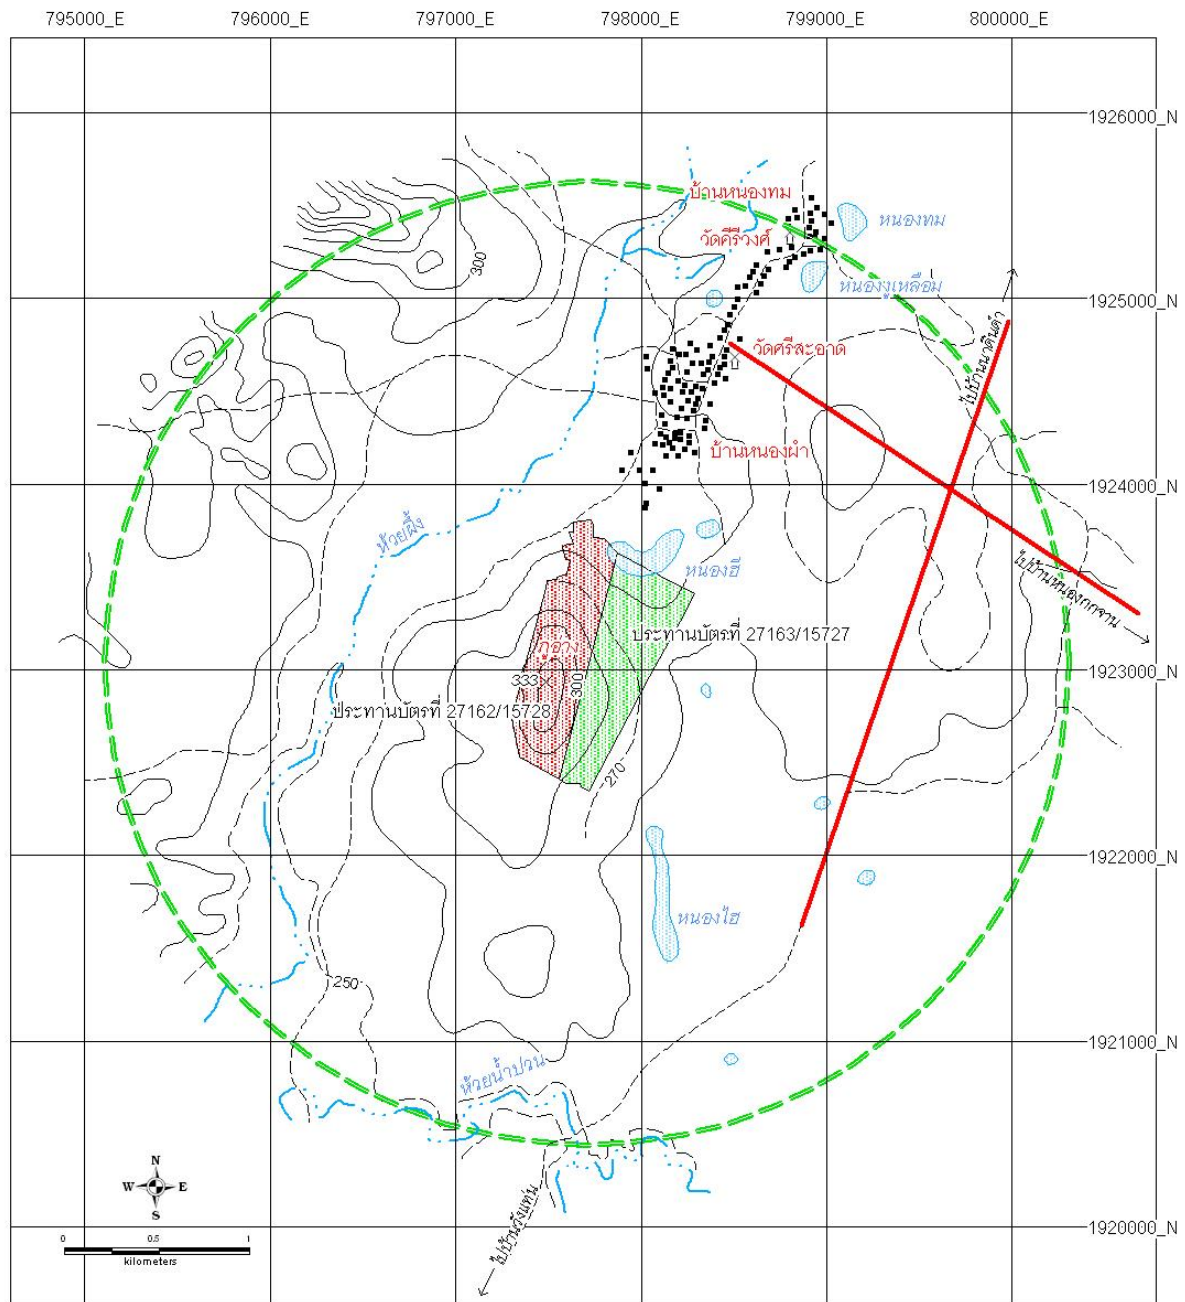 795000_E 796000_E 797000_E 798000_E 799000_E 800000_E
1926000_N
บ้านหนองทม
หนองทม
วัดคีรีวงศ์
300
หนองงูเหลือม
1925000_N
ไปบ้านนาดินดำ
วัดศรีสะอาด
บ้านหนองผำ
1924000_N
ห้วยผึ้ง
หนองฮี
ไปบ้านหนองกกจาน
ประทานบัตรที่ 27163/15727
ภูอ่าง
333
300
1923000_N
ประทานบัตรที่ 27162/15728
270
1922000_N
หนองไฮ
250
1921000_N
ห้วยน้ำปวน
N
W E
S
ไปบ้านวังแท่น
1920000_N
0 0.5 1
kilometers